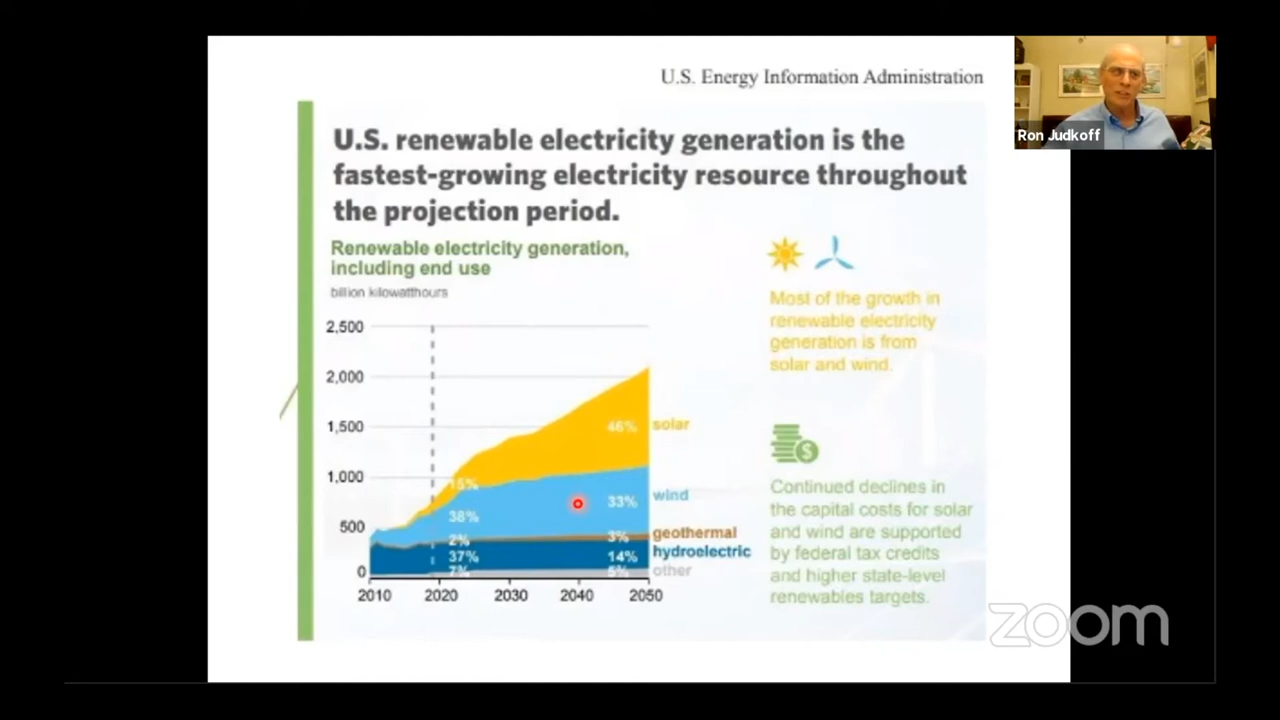 U.S. Energy Information Administration
Ron Judkoff
U.S. renewable electricity generation is the
fastest-growing electricity resource throughout
the projection period.
Renewable electricity generation,
including end use
billion kilowatthours
2,500
2,000
1,500
1,000
500
0
2010
2020
2030
2040
2050
15%
38%
2%
37%
7%
46%
33%
3%
14%
5%
solar
wind
geothermal
hydroelectric
other
Most of the growth in
renewable electricity
generation is from
solar and wind.
$
Continued declines in
the capital costs for solar
and wind are supported
by federal tax credits
and higher state-level
renewables targets.
zoom